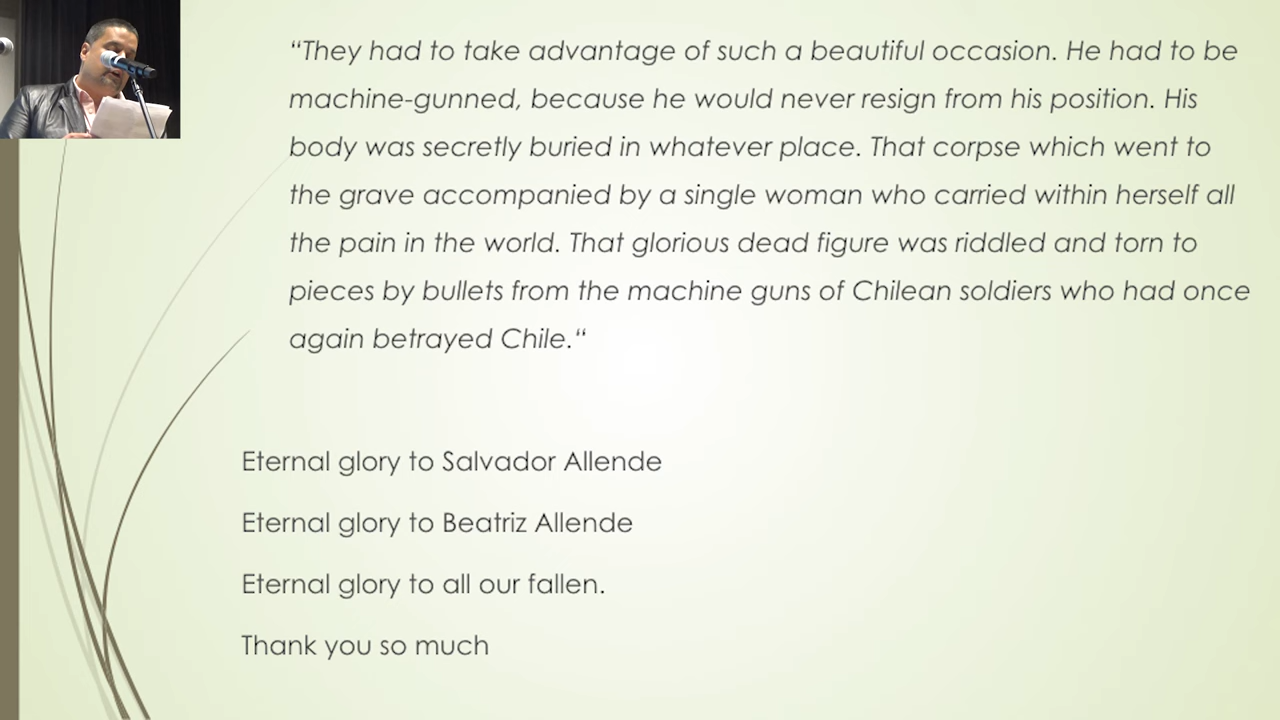 “They had to take advantage of such a beautiful occasion. He had to be
machine-gunned, because he would never resign from his position. His
body was secretly buried in whatever place. That corpse which went to
the grave accompanied by a single woman who carried within herself all
the pain in the world. That glorious dead figure was riddled and torn to
pieces by bullets from the machine guns of Chilean soldiers who had once
again betrayed Chile.“
Eternal glory to Salvador Allende
Eternal glory to Beatriz Allende
Eternal glory to all our fallen.
Thank you so much